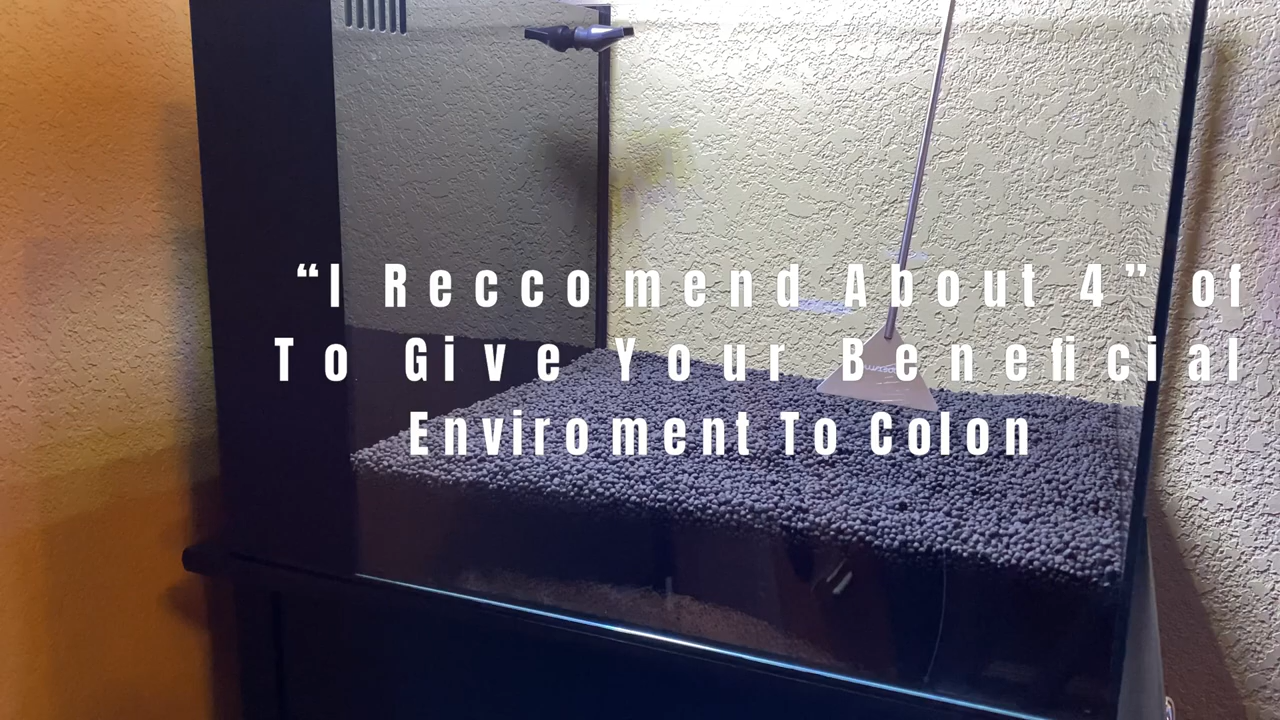 “I Reccomend About 4” of
To Give Your Beneficial
Enviroment To Colon